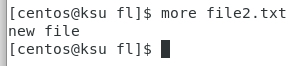 [centos@ksu fl]$ more file2.txt
new file
[centos@ksu fl]$